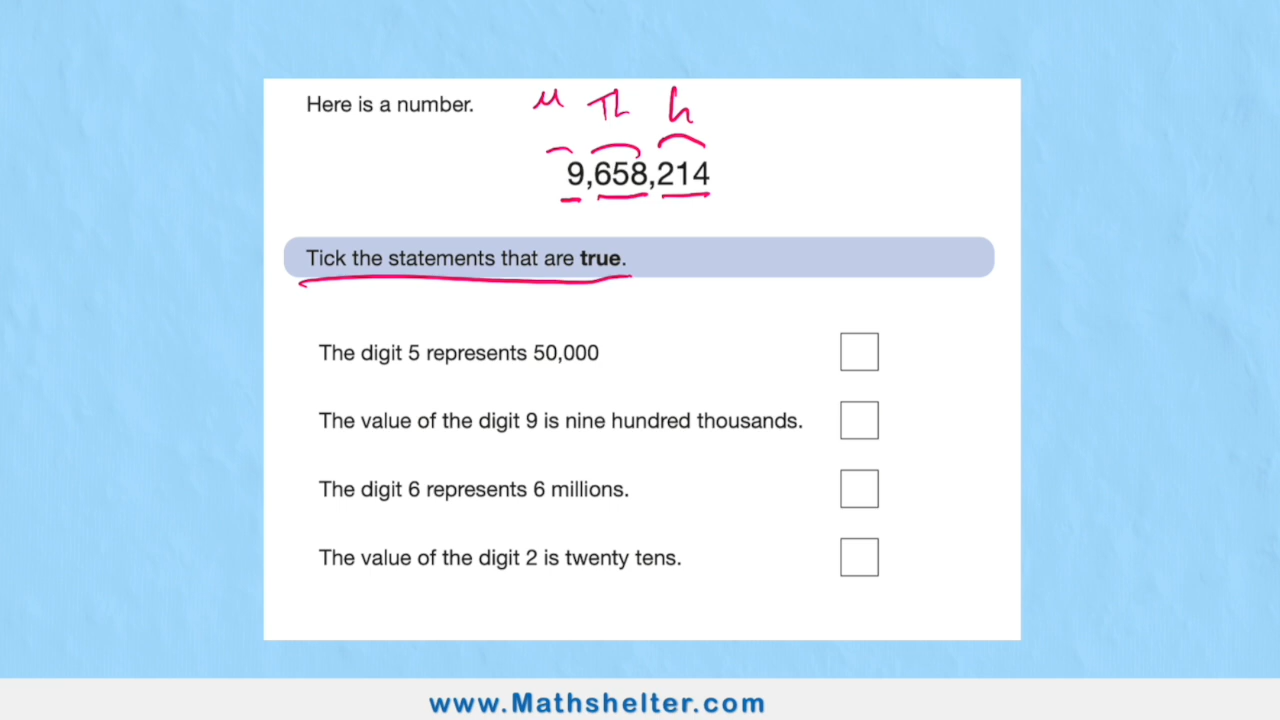 Here is a number.
M Th h
9,658,214
Tick the statements that are true.
The digit 5 represents 50,000
The value of the digit 9 is nine hundred thousands.
The digit 6 represents 6 millions.
The value of the digit 2 is twenty tens.
www.Mathshelter.com